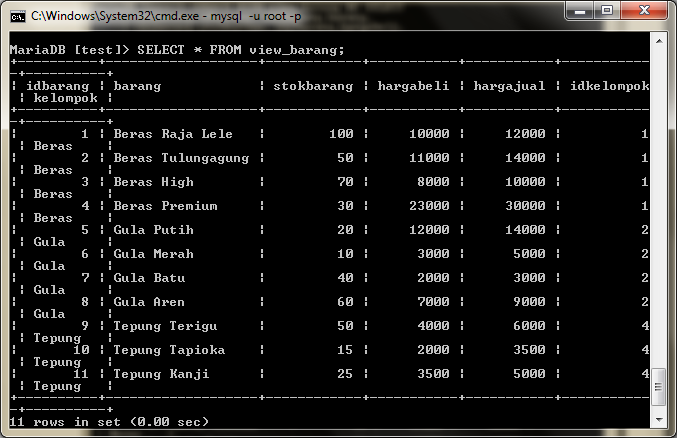 C:\Windows\System32\cmd.exe - mysql -u root -p
MariaDB [test]> SELECT * FROM view_barang;
+-----------+------------------+------------+-----------+-----------+-----------
-+----------+
| idbarang | barang | stokbarang | hargabeli | hargajual | idkelompok
 | kelompok |
+-----------+------------------+------------+-----------+-----------+-----------
-+----------+
| 1 | Beras Raja Lele | 100 | 10000 | 12000 | 1
 | Beras |
| 2 | Beras Tulungagung | 50 | 11000 | 14000 | 1
 | Beras |
| 3 | Beras High | 70 | 8000 | 10000 | 1
 | Beras |
| 4 | Beras Premium | 30 | 23000 | 30000 | 1
 | Beras |
| 5 | Gula Putih | 20 | 12000 | 14000 | 2
 | Gula |
| 6 | Gula Merah | 10 | 3000 | 5000 | 2
 | Gula |
| 7 | Gula Batu | 40 | 2000 | 3000 | 2
 | Gula |
| 8 | Gula Aren | 60 | 7000 | 9000 | 2
 | Gula |
| 9 | Tepung Terigu | 50 | 4000 | 6000 | 4
 | Tepung |
| 10 | Tepung Tapioka | 15 | 2000 | 3500 | 4
 | Tepung |
| 11 | Tepung Kanji | 25 | 3500 | 5000 | 4
 | Tepung |
+-----------+------------------+------------+-----------+-----------+-----------
-+----------+
11 rows in set (0.00 sec)